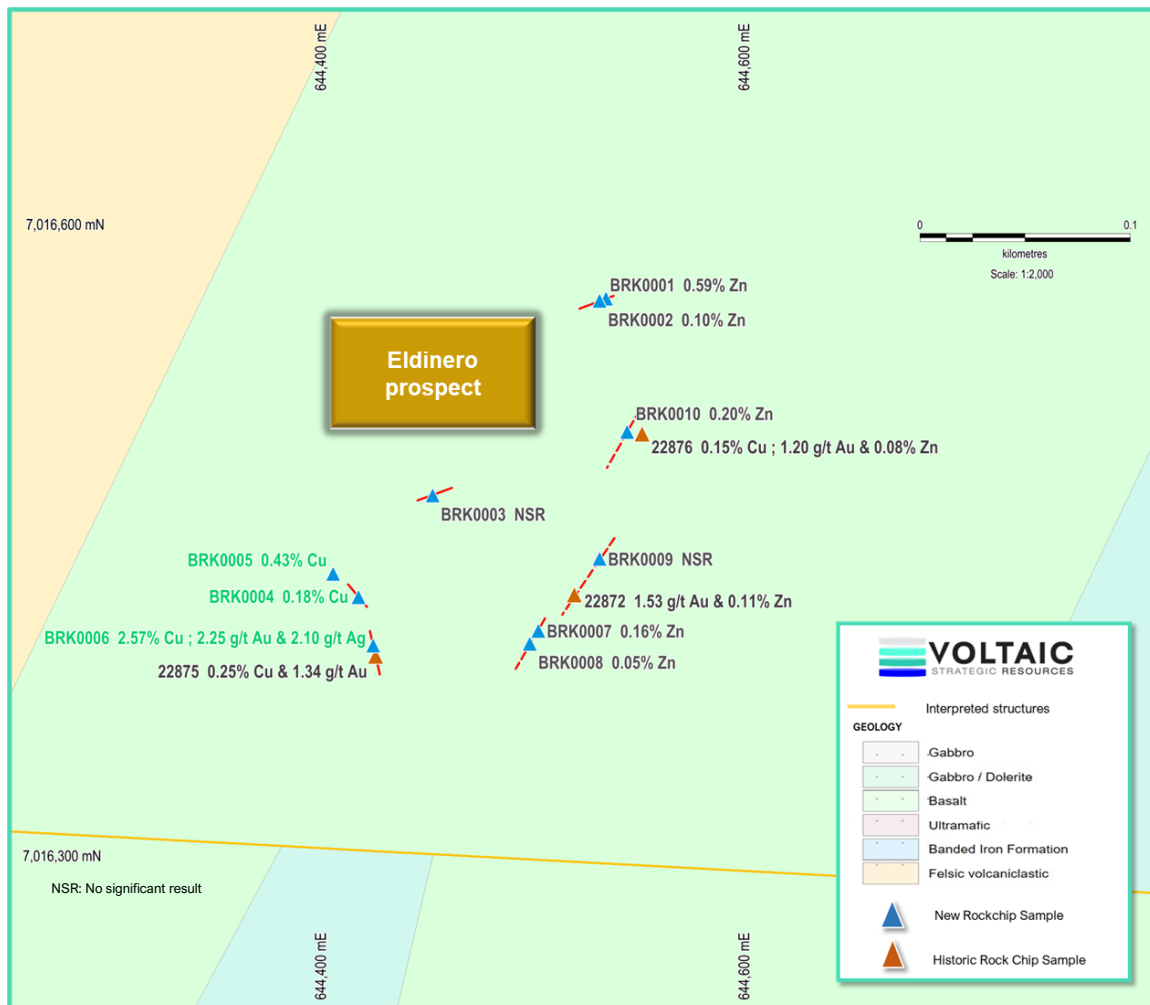 644,400 mE
644,600 mE
7,016,600 mN
0 0.1
kilometres
Scale: 1:2,000
BRK0001 0.59% Zn
BRK0002 0.10% Zn
Eldinero
prospect
BRK0010 0.20% Zn
22876 0.15% Cu ; 1.20 g/t Au & 0.08% Zn
BRK0003 NSR
BRK0005 0.43% Cu
BRK0009 NSR
BRK0004 0.18% Cu
22872 1.53 g/t Au & 0.11% Zn
BRK0006 2.57% Cu ; 2.25 g/t Au & 2.10 g/t Ag
BRK0007 0.16% Zn
22875 0.25% Cu & 1.34 g/t Au
BRK0008 0.05% Zn
VOLTAIC
STRATEGIC RESOURCES
Interpreted structures
GEOLOGY
Gabbro
Gabbro / Dolerite
Basalt
Ultramafic
Banded Iron Formation
Felsic volcaniclastic
New Rockchip Sample
Historic Rock Chip Sample
7,016,300 mN
NSR: No significant result
644,400 mE
644,600 mE